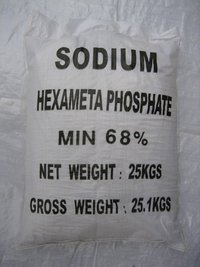 SODIUM
HEXAMETA PHOSPHATE
MIN 68%
NET WEIGHT : 25KGS
GROSS WEIGHT : 25.1KGS